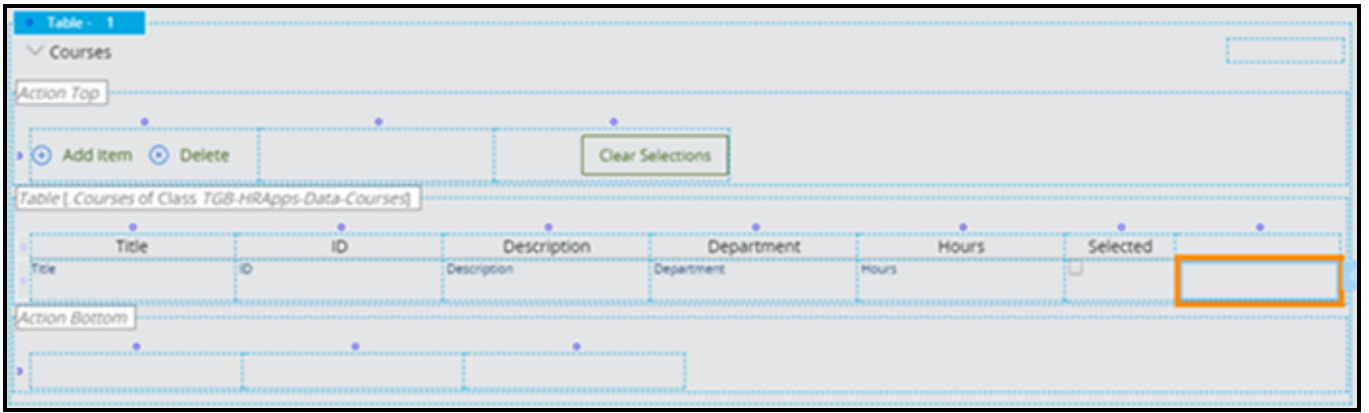 Table - 1
Courses
Action Top
Add Item Delete Clear Selections
Table [.Courses of Class TGB-HRApps-Data-Courses]
Title ID Description Department Hours Selected
Title ID Description Department Hours
Action Bottom